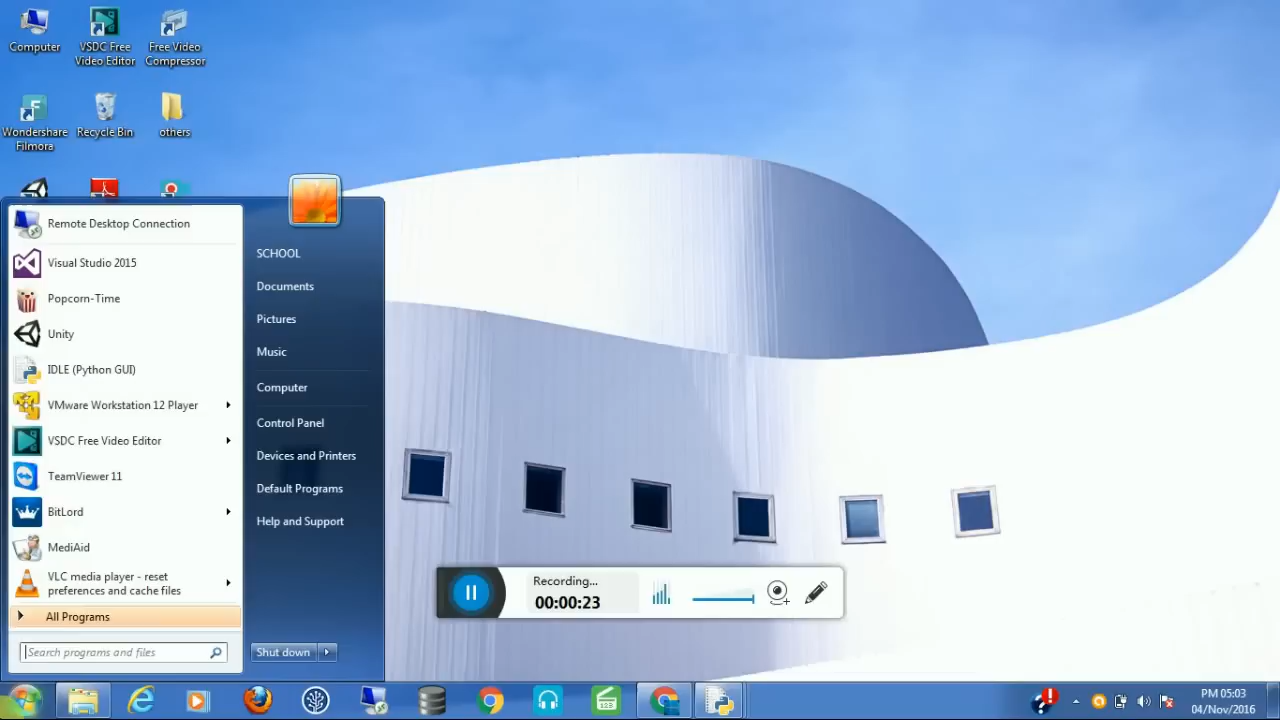 Computer
VSDC Free
Video Editor
Free Video
Compressor
Wondershare
Filmora
Recycle Bin
others
Remote Desktop Connection
Visual Studio 2015
Popcorn-Time
Unity
IDLE (Python GUI)
VMware Workstation 12 Player
VSDC Free Video Editor
TeamViewer 11
BitLord
MediAid
VLC media player - reset
preferences and cache files
All Programs
Search programs and files
SCHOOL
Documents
Pictures
Music
Computer
Control Panel
Devices and Printers
Default Programs
Help and Support
Shut down
Recording...
00:00:23
123
PM 05:03
04/Nov/2016